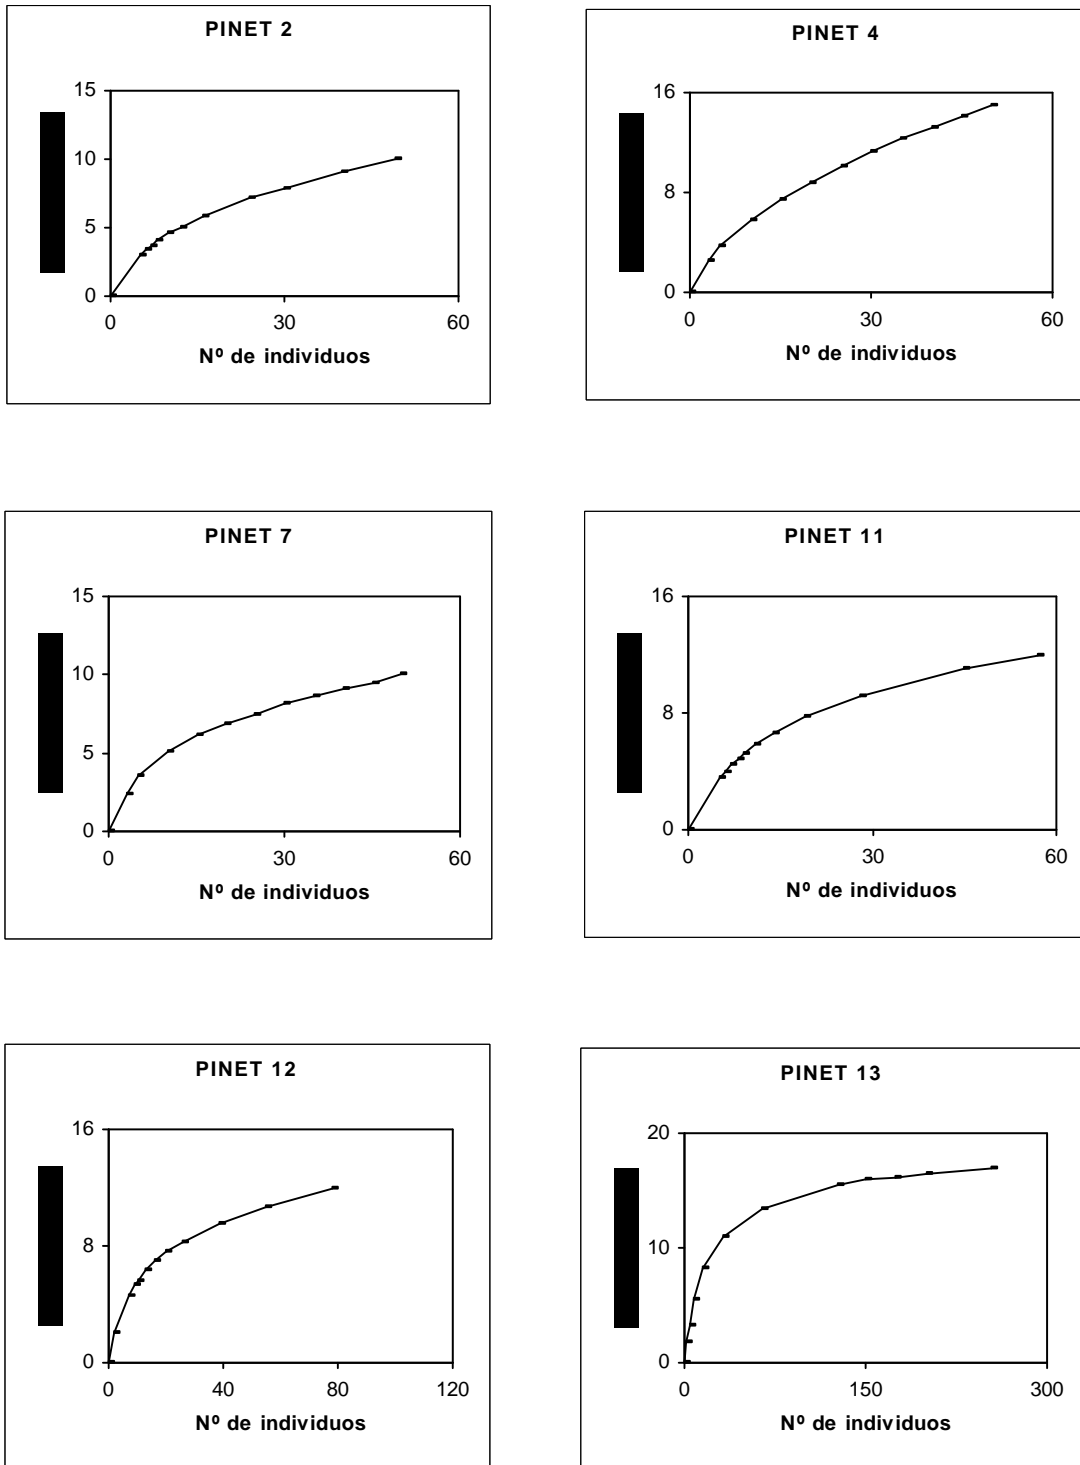 PINET 2
15
10
5
0
0 30 60
Nº de individuos
PINET 4
16
8
0
0 30 60
Nº de individuos
PINET 7
15
10
5
0
0 30 60
Nº de individuos
PINET 11
16
8
0
0 30 60
Nº de individuos
PINET 12
16
8
0
0 40 80 120
Nº de individuos
PINET 13
20
10
0
0 150 300
Nº de individuos